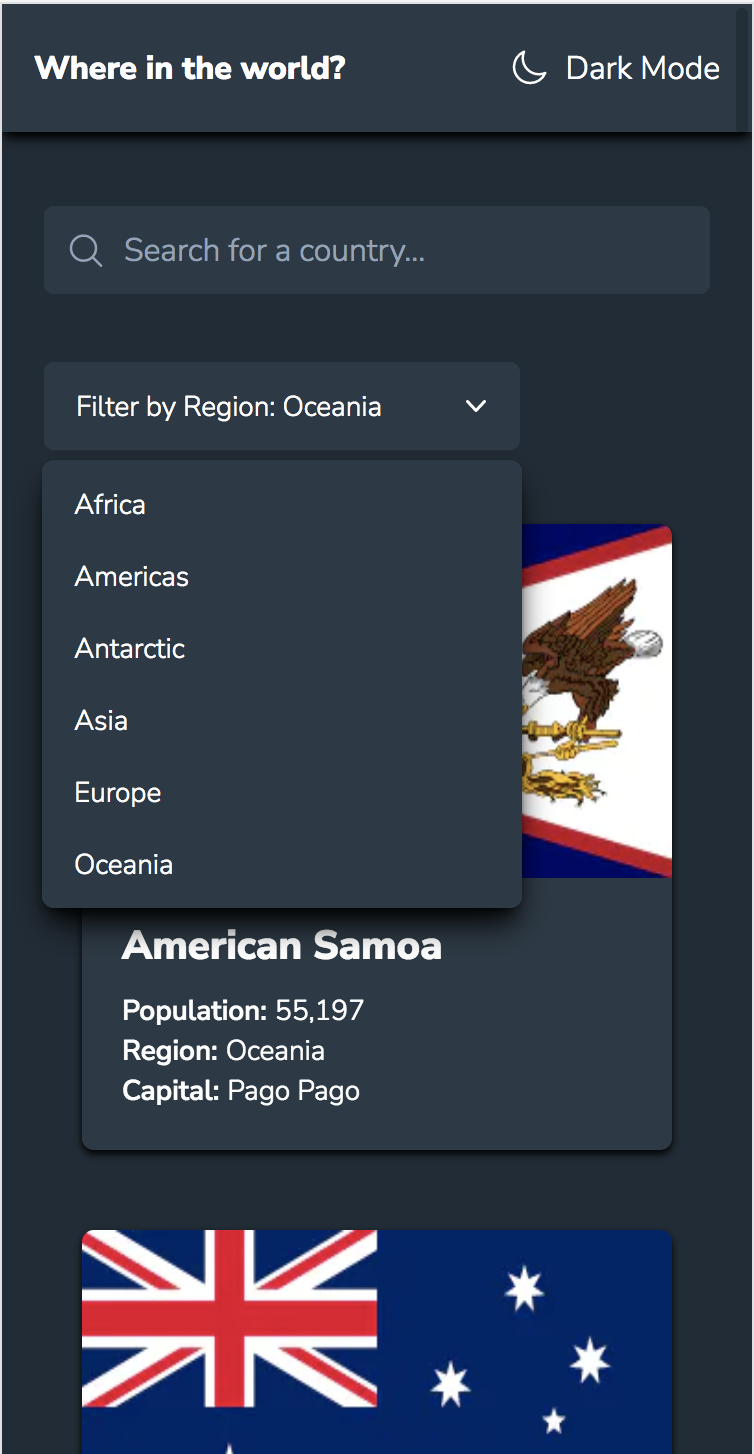 Where in the world?
Dark Mode
Search for a country...
Filter by Region: Oceania
Africa
Americas
Antarctic
Asia
Europe
Oceania
American Samoa
Population: 55,197
Region: Oceania
Capital: Pago Pago